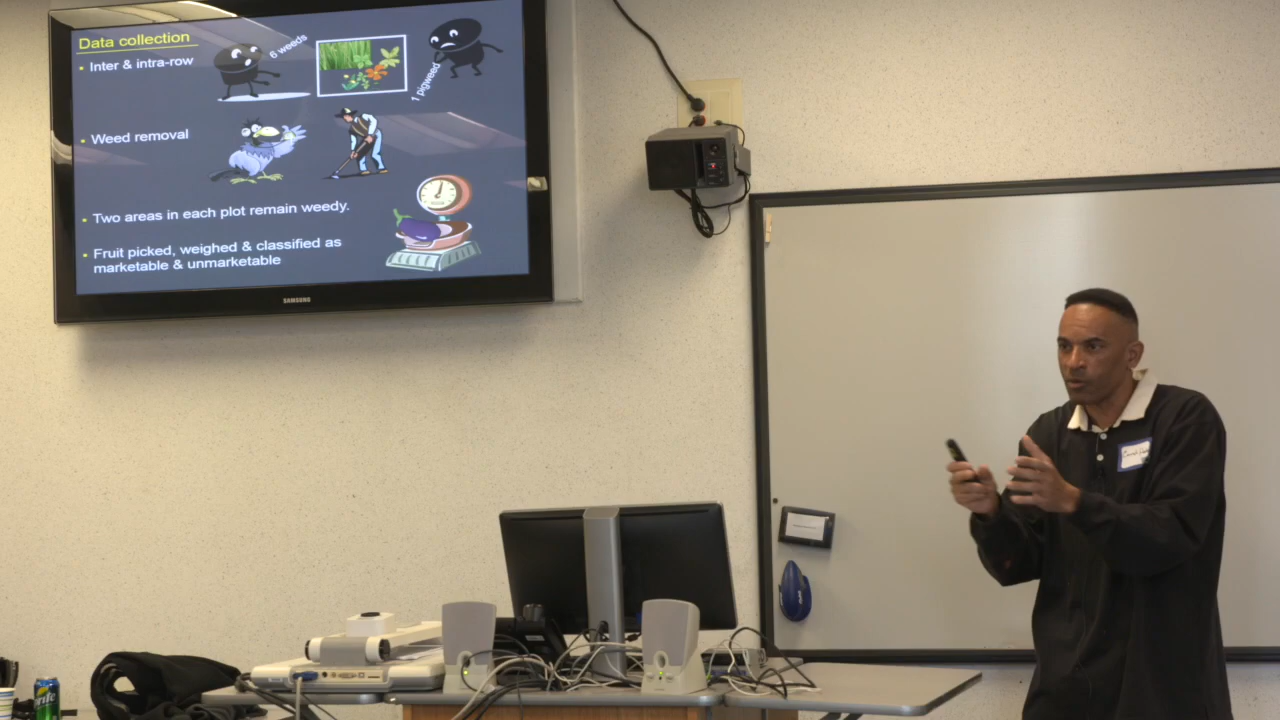 Data collection
• Inter & intra-row
6 weeds
1 pigweed
• Weed removal
• Two areas in each plot remain weedy.
• Fruit picked, weighed & classified as
marketable & unmarketable
SAMSUNG